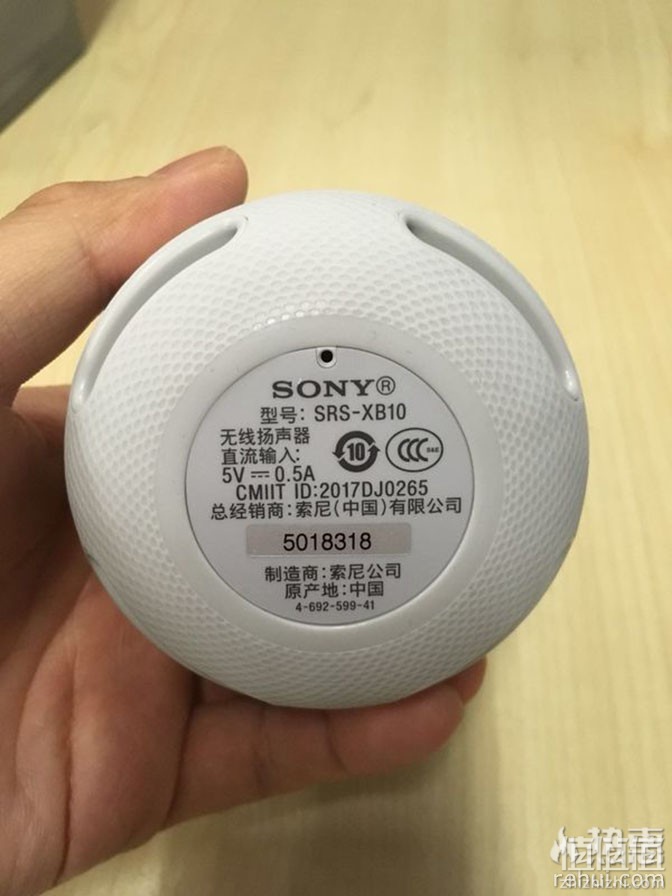 SONY®
型号: SRS-XB10
无线扬声器
直流输入:
5V⎓0.5A
10
CCC
S&E
CMIIT ID:2017DJ0265
总经销商:索尼(中国)有限公司
5018318
制造商:索尼公司
原产地:中国
4-692-599-41